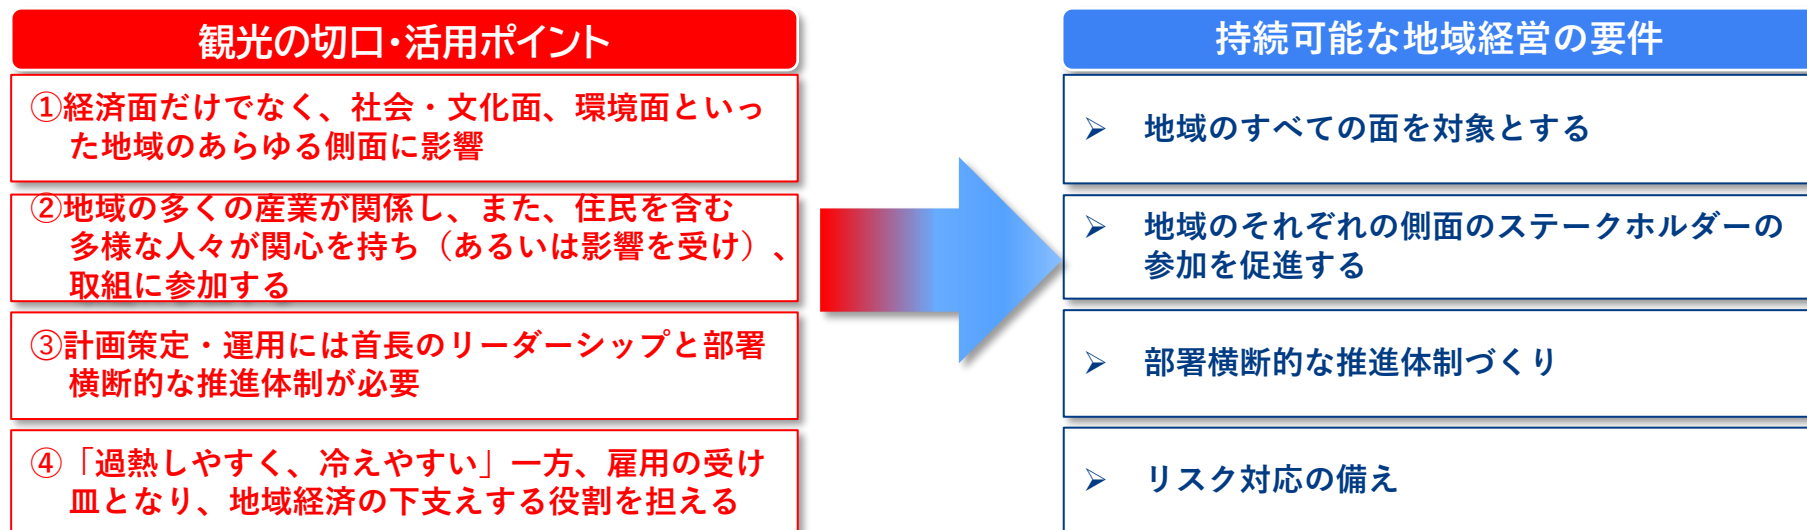 観光の切口・活用ポイント
①経済面だけでなく、社会・文化面、環境面といっ
た地域のあらゆる側面に影響
②地域の多くの産業が関係し、また、住民を含む
多様な人々が関心を持ち（あるいは影響を受け）、
取組に参加する
③計画策定・運用には首長のリーダーシップと部署
横断的な推進体制が必要
④「過熱しやすく、冷えやすい」一方、雇用の受け
皿となり、地域経済の下支えする役割を担える
持続可能な地域経営の要件
➢ 地域のすべての面を対象とする
➢ 地域のそれぞれの側面のステークホルダーの
参加を促進する
➢ 部署横断的な推進体制づくり
➢ リスク対応の備え